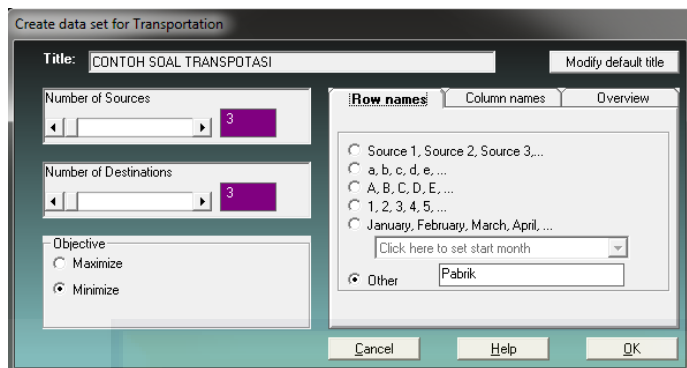 Create data set for Transportation
Title: CONTOH SOAL TRANSPOTASI
Modify default title
Number of Sources
3
Number of Destinations
3
Objective
Maximize
Minimize
Row names
Column names
Overview
Source 1, Source 2, Source 3,...
a, b, c, d, e, ...
A, B, C, D, E, ...
1, 2, 3, 4, 5, ...
January, February, March, April, ...
Click here to set start month
Other
Pabrik
Cancel
Help
OK